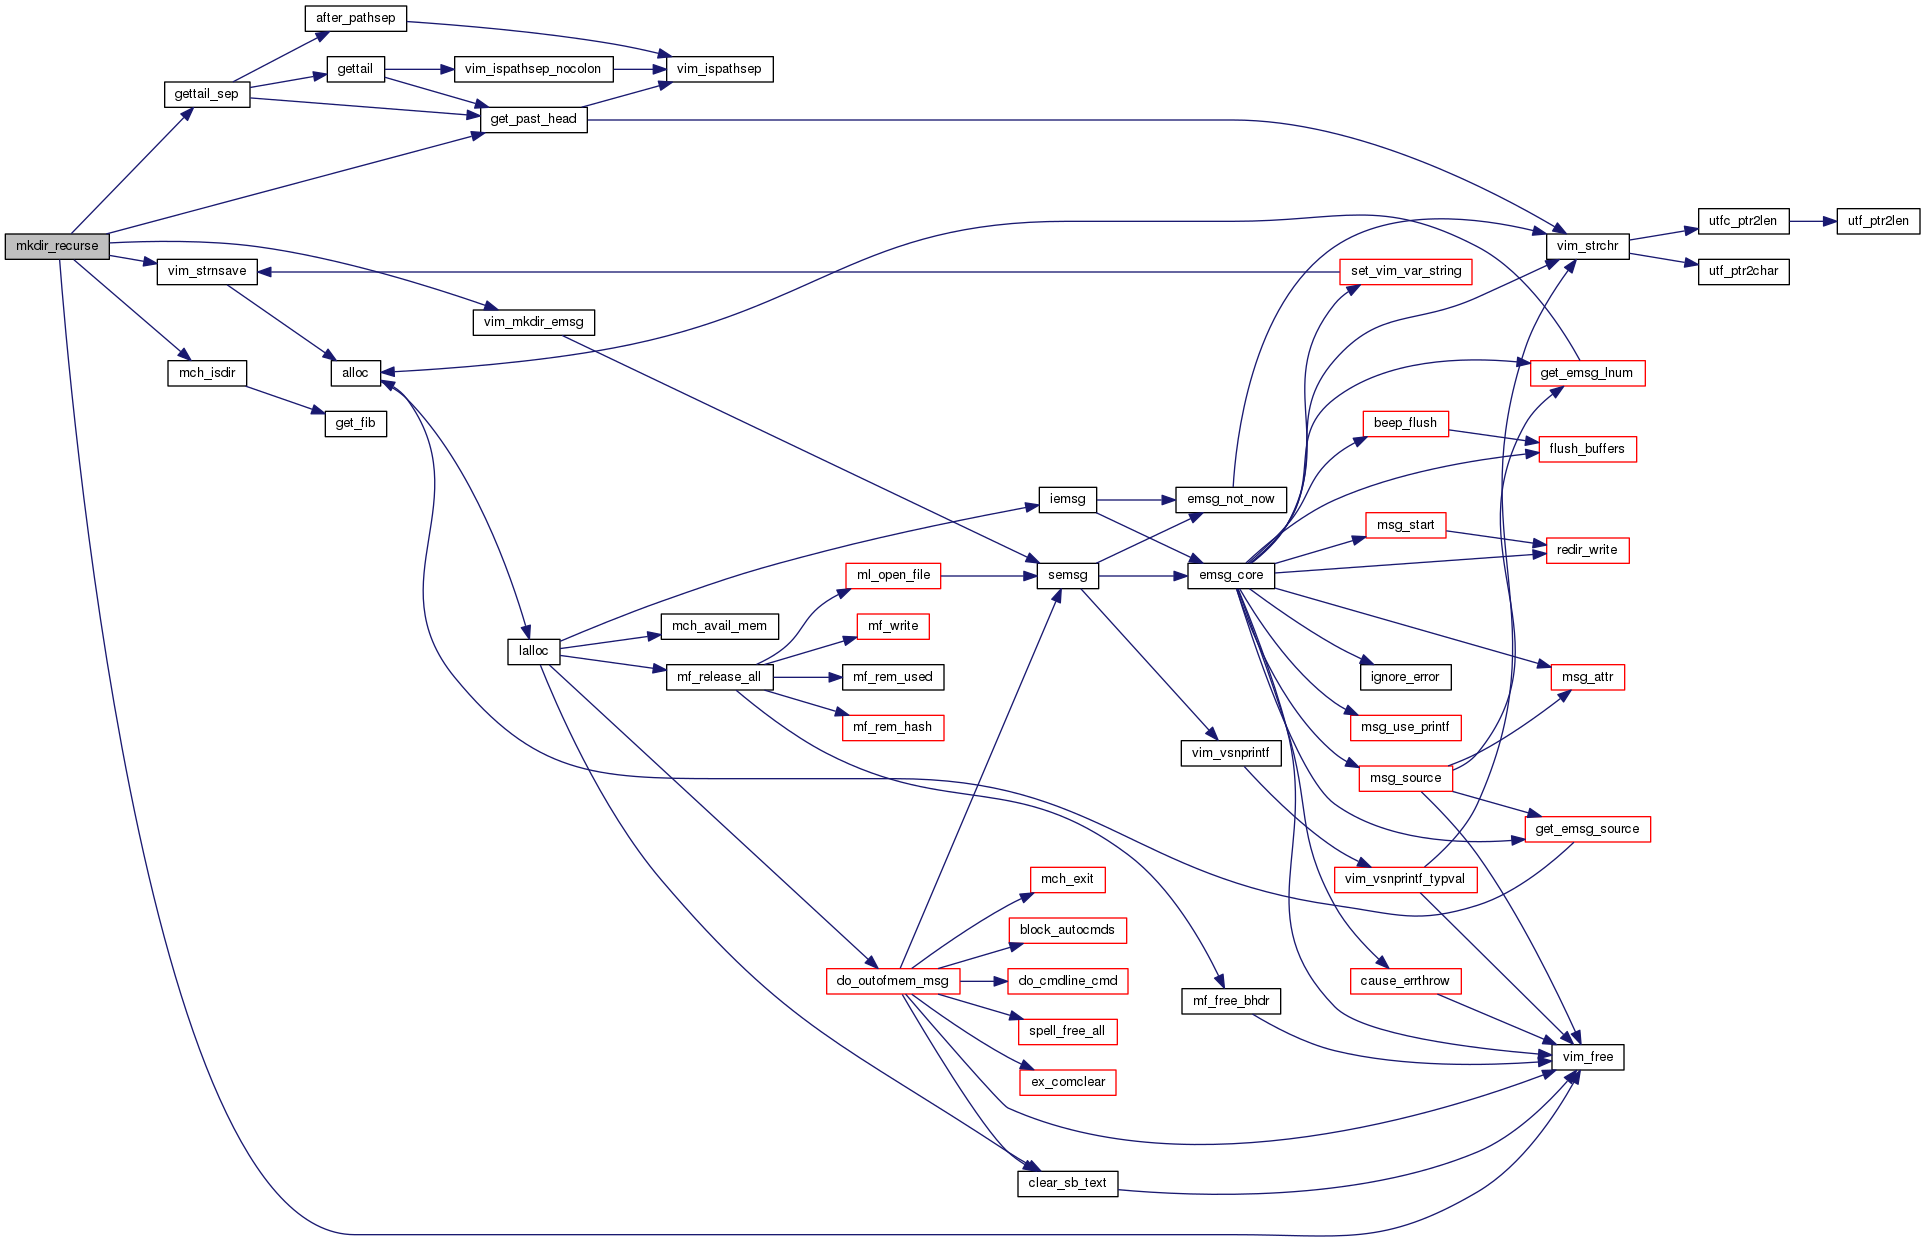 after_pathsep
gettail
vim_ispathsep_nocolon
vim_ispathsep
gettail_sep
get_past_head
mkdir_recurse
vim_strnsave
vim_mkdir_emsg
mch_isdir
alloc
get_fib
set_vim_var_string
vim_strchr
utfc_ptr2len
utf_ptr2len
utf_ptr2char
get_emsg_lnum
beep_flush
flush_buffers
iemsg
emsg_not_now
msg_start
redir_write
ml_open_file
semsg
emsg_core
mch_avail_mem
mf_write
lalloc
mf_release_all
mf_rem_used
ignore_error
msg_attr
mf_rem_hash
msg_use_printf
vim_vsnprintf
msg_source
get_emsg_source
mch_exit
vim_vsnprintf_typval
block_autocmds
do_outofmem_msg
do_cmdline_cmd
cause_errthrow
mf_free_bhdr
spell_free_all
vim_free
ex_comclear
clear_sb_text